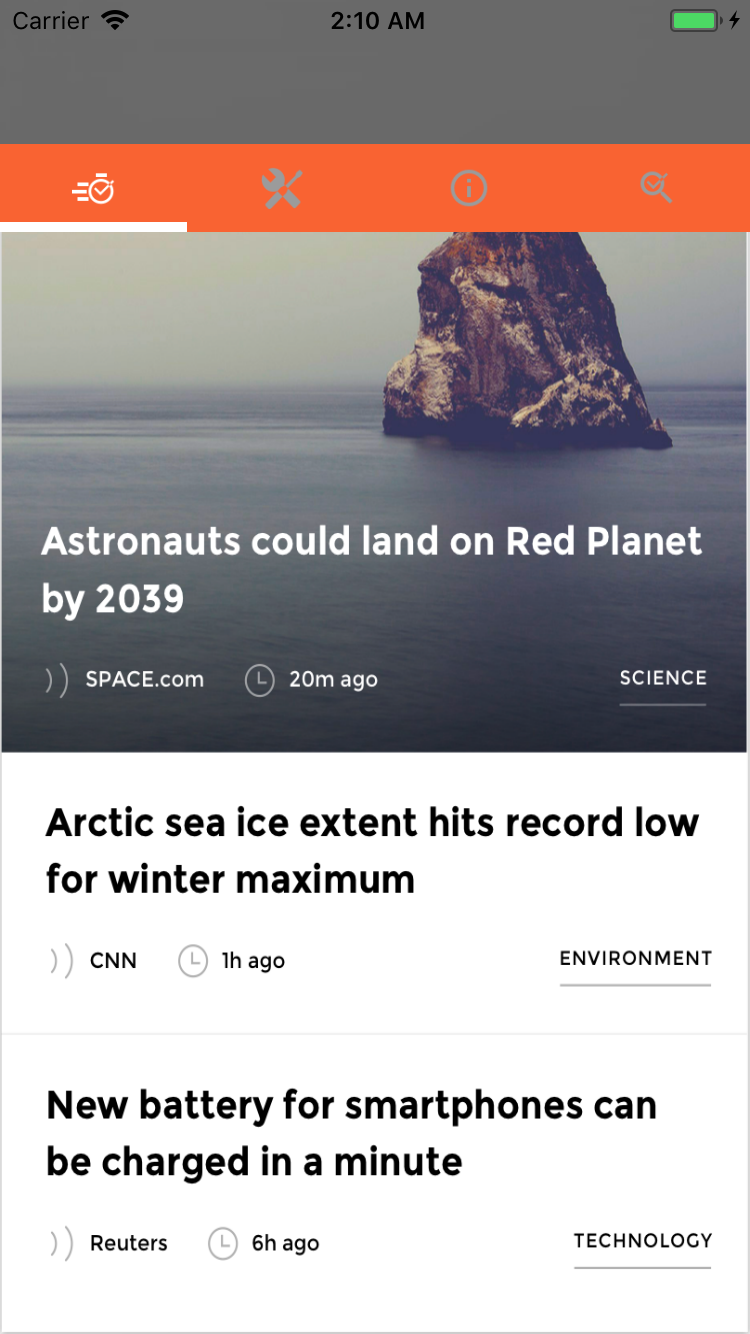 Carrier 2:10 AM
Astronauts could land on Red Planet
by 2039
SPACE.com 20m ago SCIENCE
Arctic sea ice extent hits record low
for winter maximum
CNN 1h ago ENVIRONMENT
New battery for smartphones can
be charged in a minute
Reuters 6h ago TECHNOLOGY